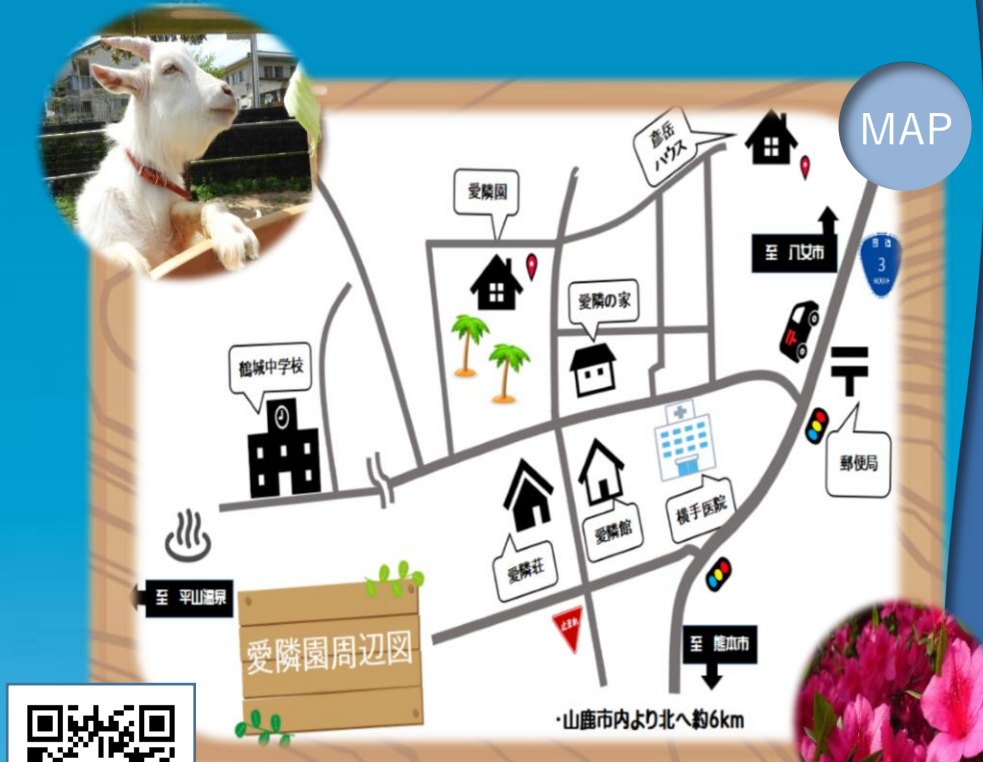 MAP
彦岳
ハウス
愛隣園
至 八女市
国道
3
愛隣の家
鶴城中学校
郵便局
横手医院
愛隣館
愛隣荘
至 平山温泉
止まれ
愛隣園周辺図
至 熊本市
・山鹿市内より北へ約6km